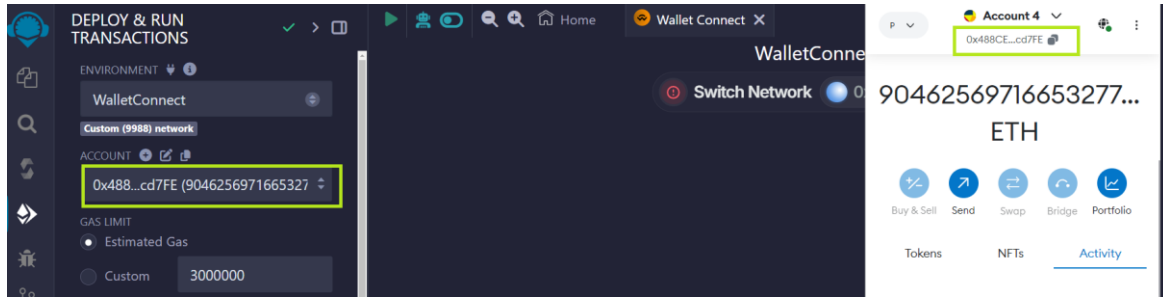 DEPLOY & RUN
TRANSACTIONS
ENVIRONMENT
WalletConnect
Custom (9988) network
ACCOUNT
0x488...cd7FE (9046256971665327
GAS LIMIT
Estimated Gas
Custom
3000000
Home
Wallet Connect
WalletConne
Switch Network
0
P
Account 4
0x488CE...cd7FE
90462569716653277...
ETH
Buy & Sell
Send
Swap
Bridge
Portfolio
Tokens
NFTs
Activity